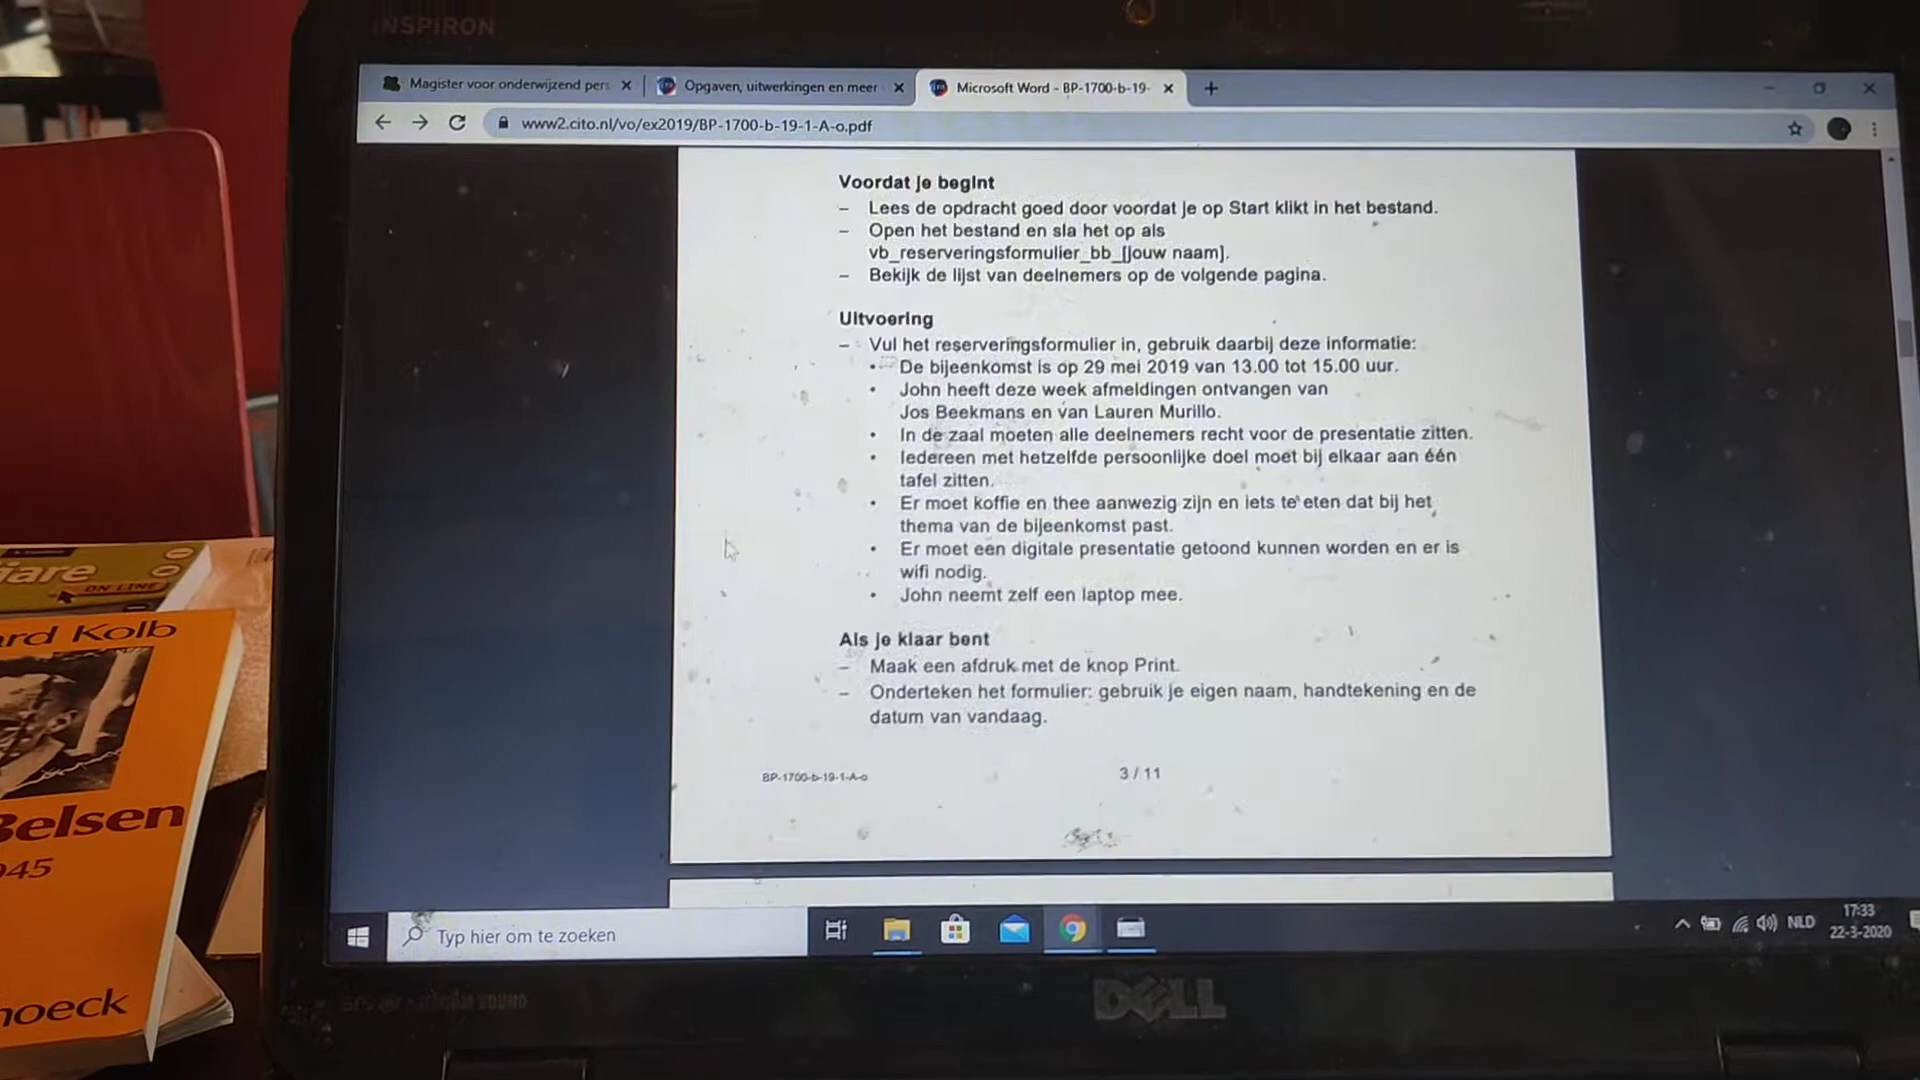 INSPIRON
Magister voor onderwijzend pers
Opgaven, uitwerkingen en meer
Microsoft Word - BP-1700-b-19-
www2.cito.nl/vo/ex2019/BP-1700-b-19-1-A-o.pdf
Voordat je begint
– Lees de opdracht goed door voordat je op Start klikt in het bestand.
– Open het bestand en sla het op als
vb_reserveringsformulier_bb_[jouw naam].
– Bekijk de lijst van deelnemers op de volgende pagina.
Uitvoering
– Vul het reserveringsformulier in, gebruik daarbij deze informatie:
• De bijeenkomst is op 29 mei 2019 van 13.00 tot 15.00 uur.
• John heeft deze week afmeldingen ontvangen van
Jos Beekmans en van Lauren Murillo.
• In de zaal moeten alle deelnemers recht voor de presentatie zitten.
• Iedereen met hetzelfde persoonlijke doel moet bij elkaar aan één
tafel zitten.
• Er moet koffie en thee aanwezig zijn en iets te eten dat bij het
thema van de bijeenkomst past.
• Er moet een digitale presentatie getoond kunnen worden en er is
wifi nodig.
• John neemt zelf een laptop mee.
Als je klaar bent
– Maak een afdruk met de knop Print.
– Onderteken het formulier: gebruik je eigen naam, handtekening en de
datum van vandaag.
BP-1700-b-19-1-A-o
3 / 11
Typ hier om te zoeken
NLD
17:33
22-3-2020
DELL
iare
ON LINE
ard Kolb
Belsen
945
hoeck